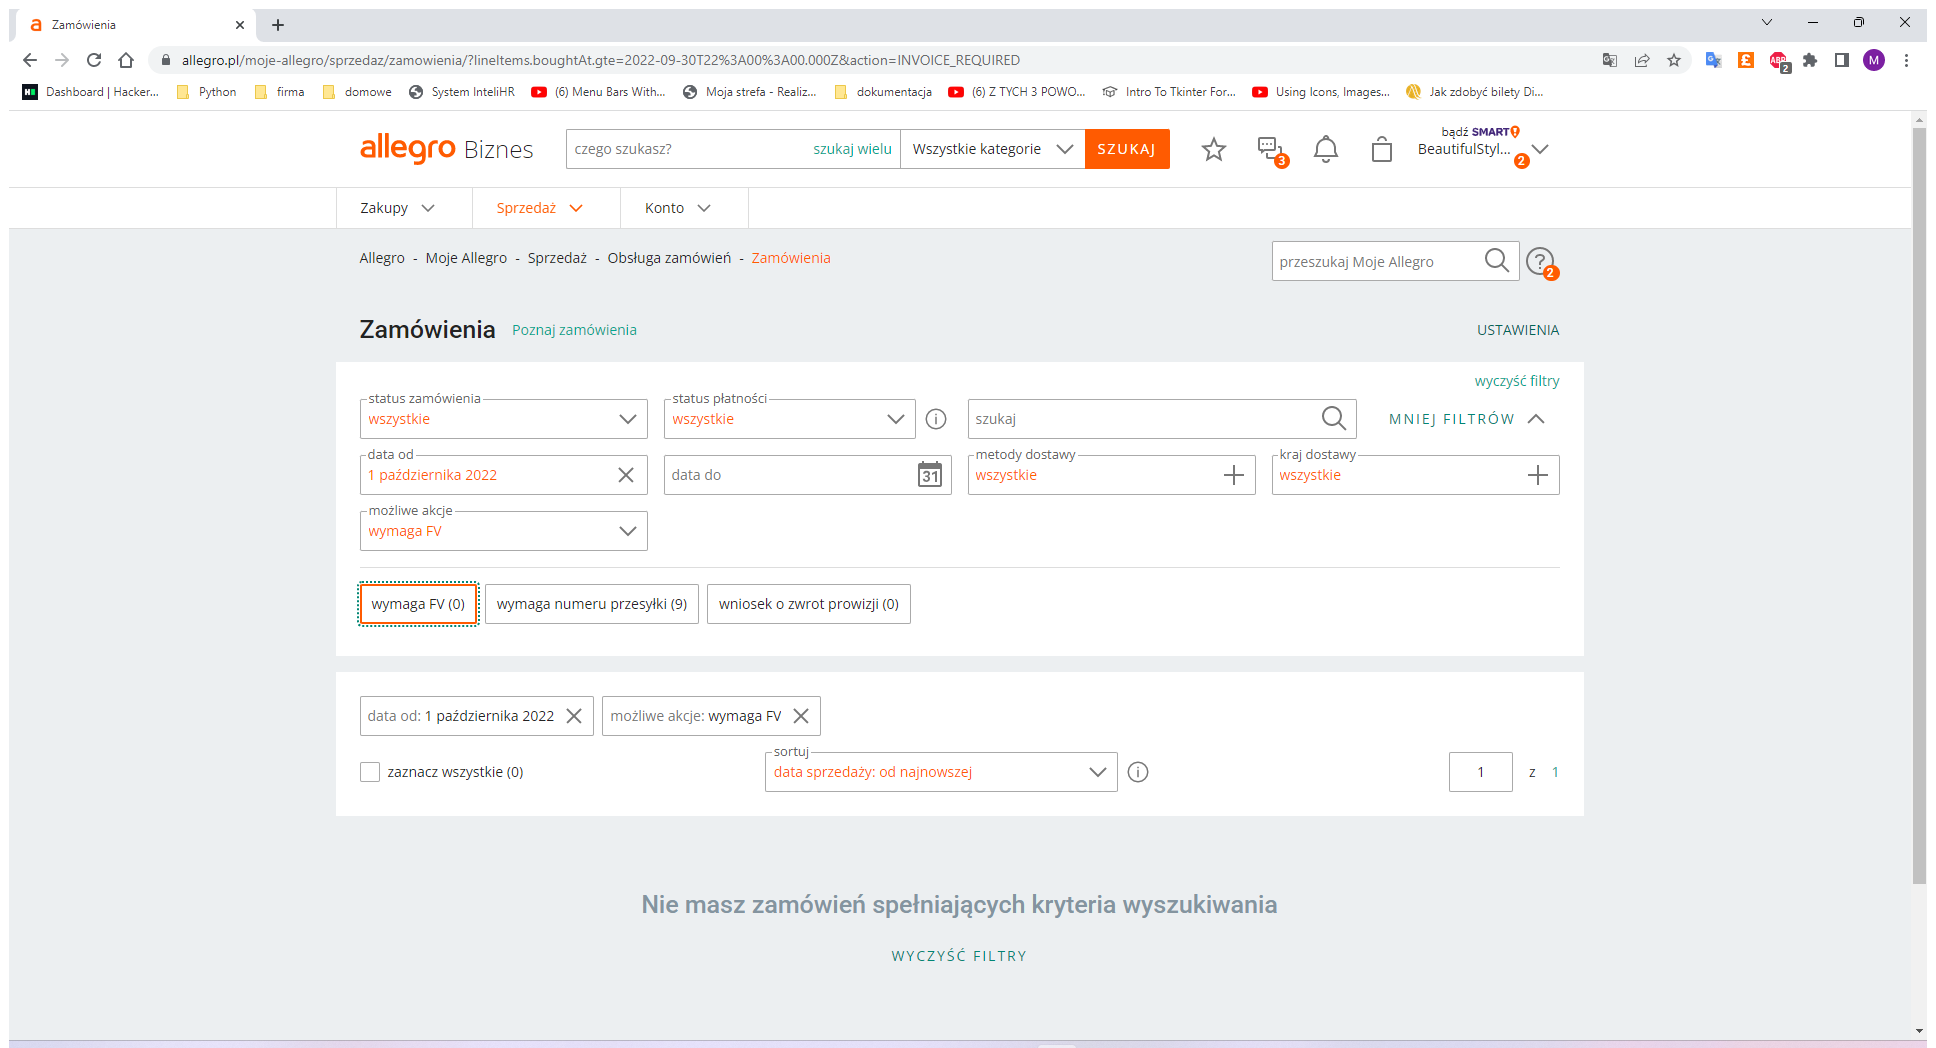 Zamówienia
allegro.pl/moje-allegro/sprzedaz/zamowienia/?lineItems.boughtAt.gte=2022-09-30T22%3A00%3A00.000Z&action=INVOICE_REQUIRED
ABP 2 M
Dashboard | Hacker... Python firma domowe System InteliHR (6) Menu Bars With... Moja strefa - Realiz... dokumentacja (6) Z TYCH 3 POWO... Intro To Tkinter For... Using Icons, Images... Jak zdobyć bilety Di...
allegro Biznes czego szukasz? szukaj wielu Wszystkie kategorie SZUKAJ 3 bądź SMART!
BeautifulStyl... 2
Zakupy Sprzedaż Konto
Allegro - Moje Allegro - Sprzedaż - Obsługa zamówień - Zamówienia przeszukaj Moje Allegro ? 2
Zamówienia Poznaj zamówienia USTAWIENIA
wyczyść filtry
status zamówienia status płatności
wszystkie wszystkie i szukaj MNIEJ FILTRÓW
data od metody dostawy kraj dostawy
1 października 2022 data do 31 wszystkie wszystkie
możliwe akcje
wymaga FV
wymaga FV (0) wymaga numeru przesyłki (9) wniosek o zwrot prowizji (0)
data od: 1 października 2022 możliwe akcje: wymaga FV
sortuj
zaznacz wszystkie (0) data sprzedaży: od najnowszej i 1 z 1
Nie masz zamówień spełniających kryteria wyszukiwania
WYCZYŚĆ FILTRY